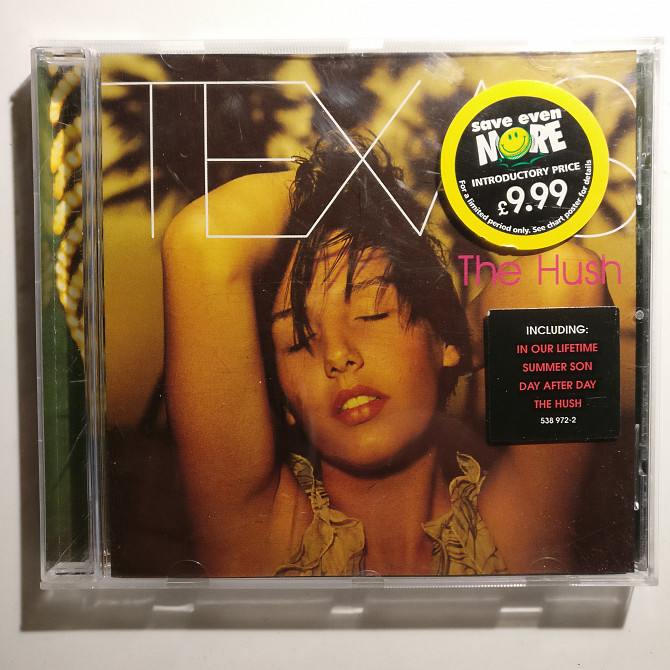 TEXAS
save even
MORE
INTRODUCTORY PRICE
£9.99
For a limited period only. See chart poster for details
The Hush
INCLUDING:
IN OUR LIFETIME
SUMMER SON
DAY AFTER DAY
THE HUSH
538 972-2